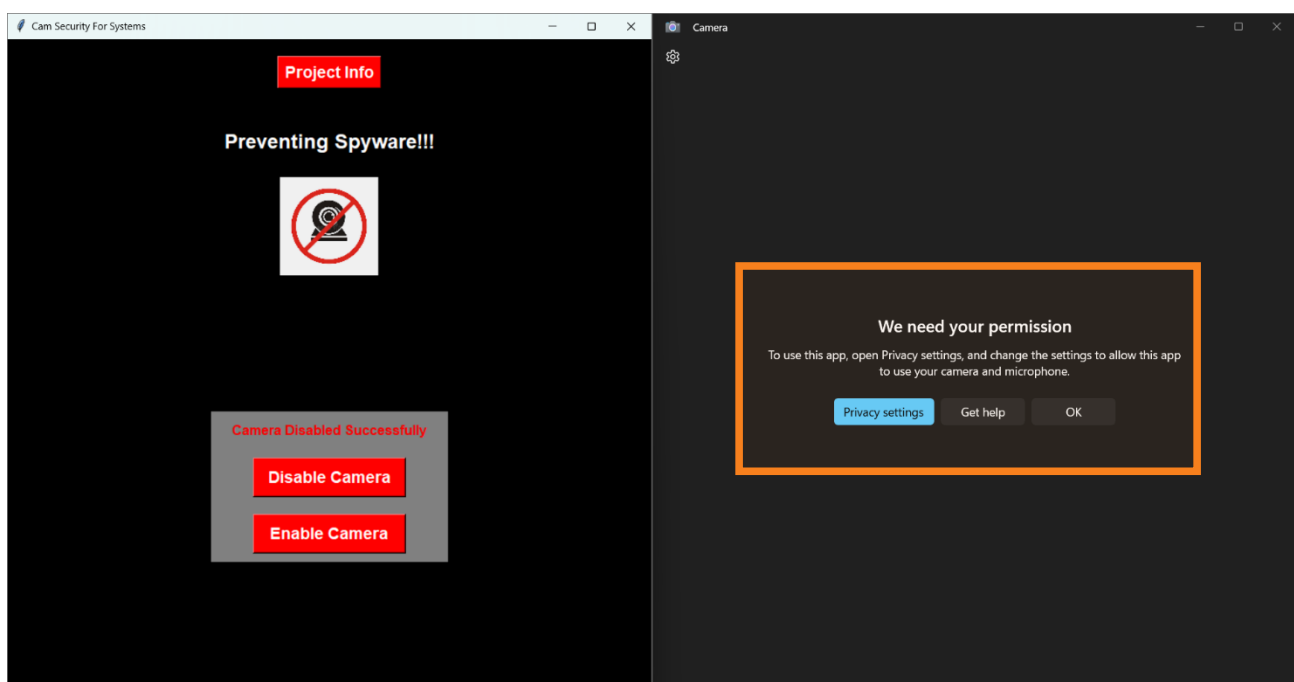 Cam Security For Systems
Project Info
Preventing Spyware!!!
Camera Disabled Successfully
Disable Camera
Enable Camera
Camera
We need your permission
To use this app, open Privacy settings, and change the settings to allow this app
to use your camera and microphone.
Privacy settings
Get help
OK